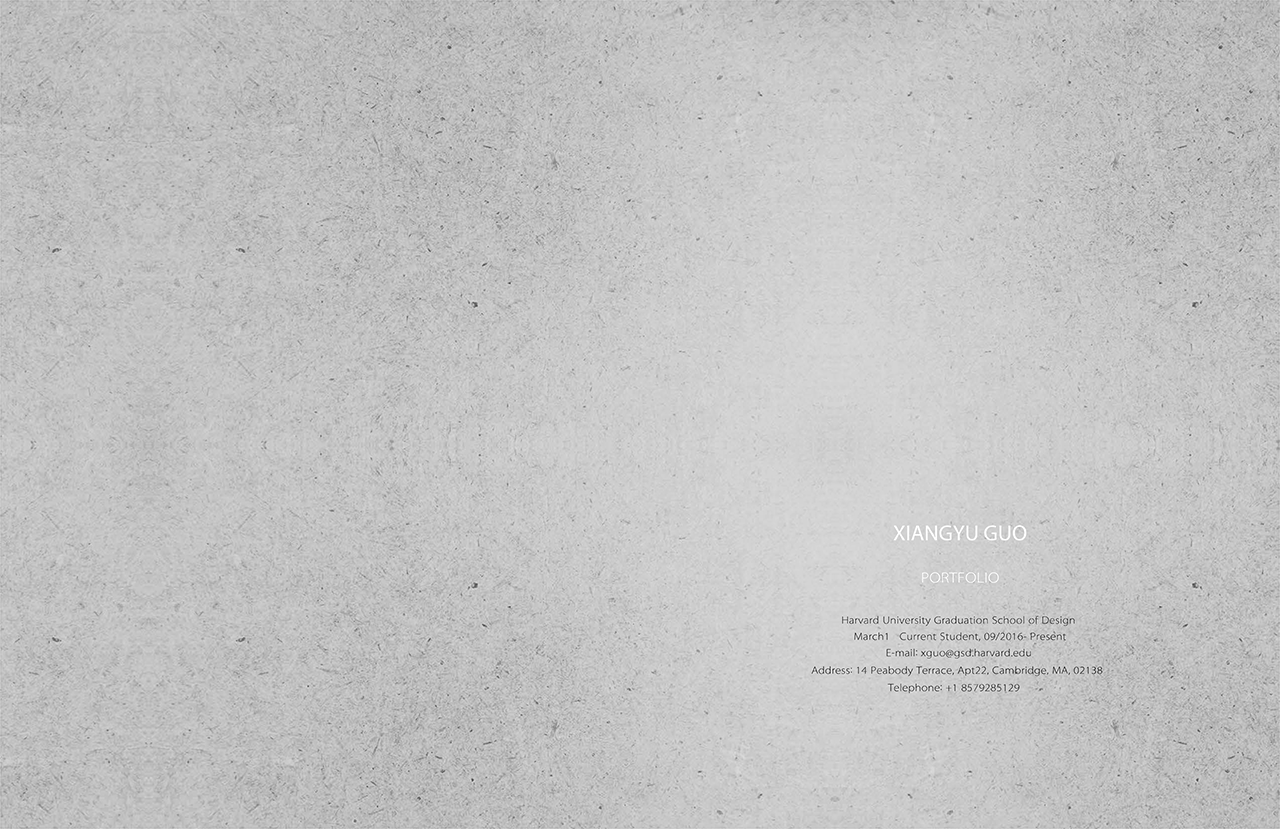 XIANGYU GUO
PORTFOLIO
Harvard University Graduation School of Design
March1 Current Student, 09/2016- Present
E-mail: xguo@gsd.harvard.edu
Address: 14 Peabody Terrace, Apt22, Cambridge, MA, 02138
Telephone: +1 8579285129